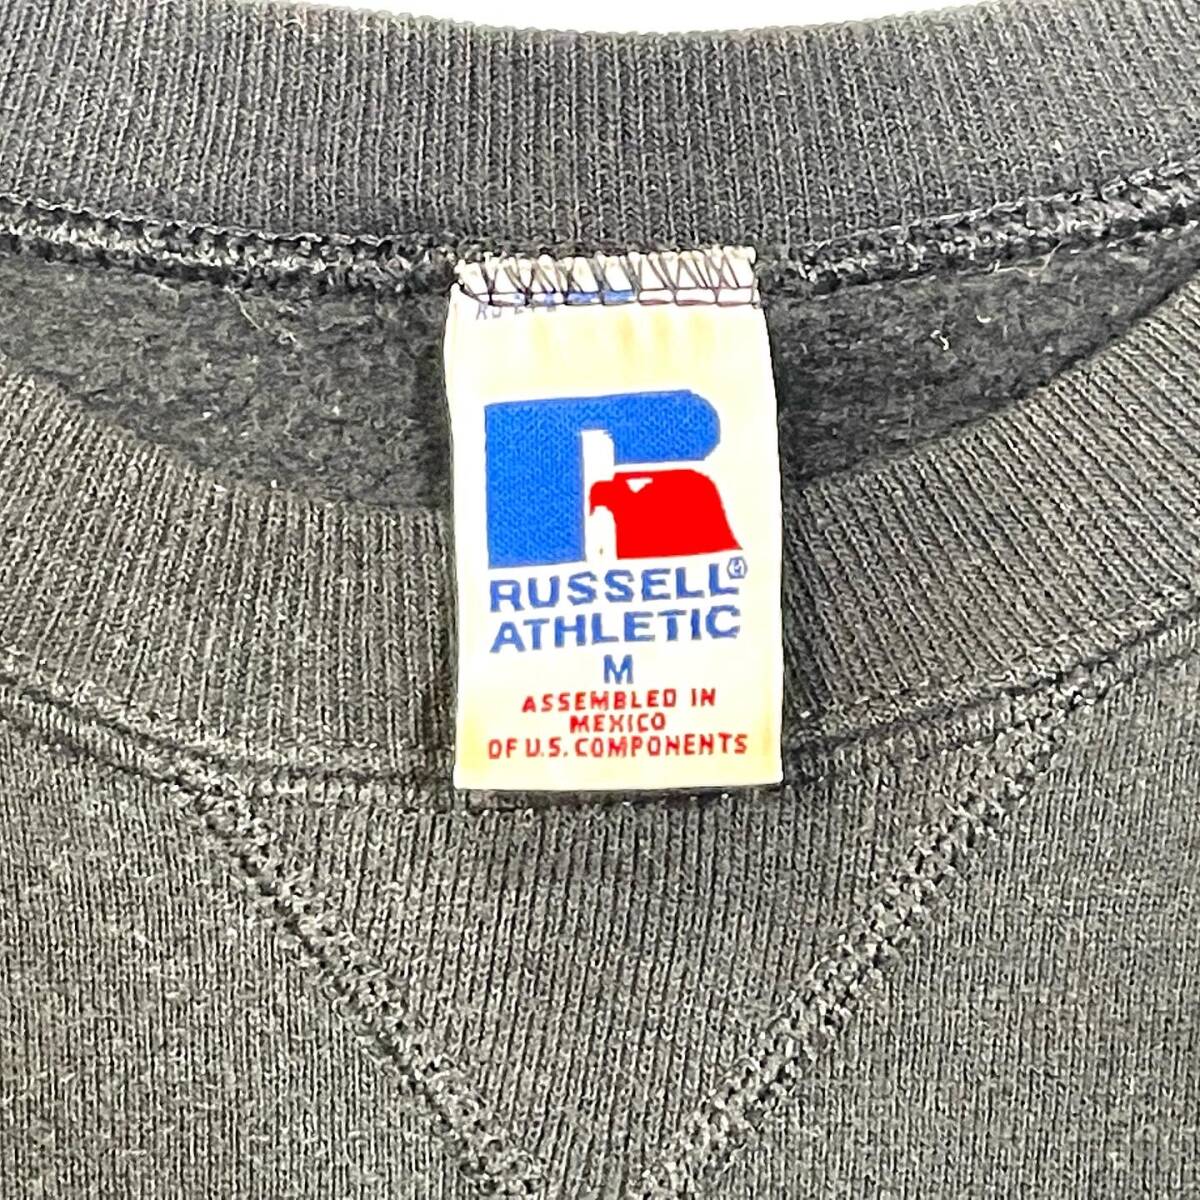 RUSSELL®
ATHLETIC
M
ASSEMBLED IN
MEXICO
OF U.S. COMPONENTS